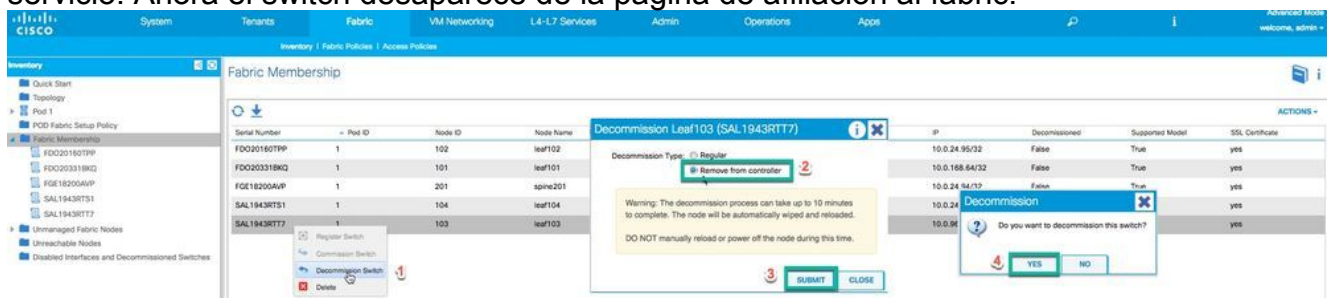 servicio. Ahora el switch desaparece de la página de afiliación al fabric.
CISCO System Tenants Fabric VM Networking L4-L7 Services Admin Operations Apps i Advanced Mode
welcome, admin
Inventory | Fabric Policies | Access Policies
Inventory
Fabric Membership
i
Quick Start
Topology
Pod 1
POD Fabric Setup Policy
Fabric Membership
FDO20160TPP
FDO20331BKQ
FGE18200AVP
SAL1943RTS1
SAL1943RTT7
Unmanaged Fabric Nodes
Unreachable Nodes
Disabled Interfaces and Decommissioned Switches
ACTIONS
Serial Number Pod ID Node ID Node Name IP Decomissioned Supported Model SSL Certificate
FDO20160TPP 1 102 leaf102 10.0.24.95/32 False True yes
FDO20331BKQ 1 101 leaf101 10.0.168.64/32 False True yes
FGE18200AVP 1 201 spine201 10.0.24.94/32 False True yes
SAL1943RTS1 1 104 leaf104 10.0.24 yes
SAL1943RTT7 1 103 leaf103 10.0.96 yes
Register Switch
Commission Switch
Decommission Switch 1
Delete
Decommission Leaf103 (SAL1943RTT7) i
Decommission Type: Regular
Remove from controller 2
Warning: The decommission process can take up to 10 minutes
to complete. The node will be automatically wiped and reloaded.
DO NOT manually reload or power off the node during this time.
3 SUBMIT CLOSE
Decommission
Do you want to decommission this switch?
4 YES NO